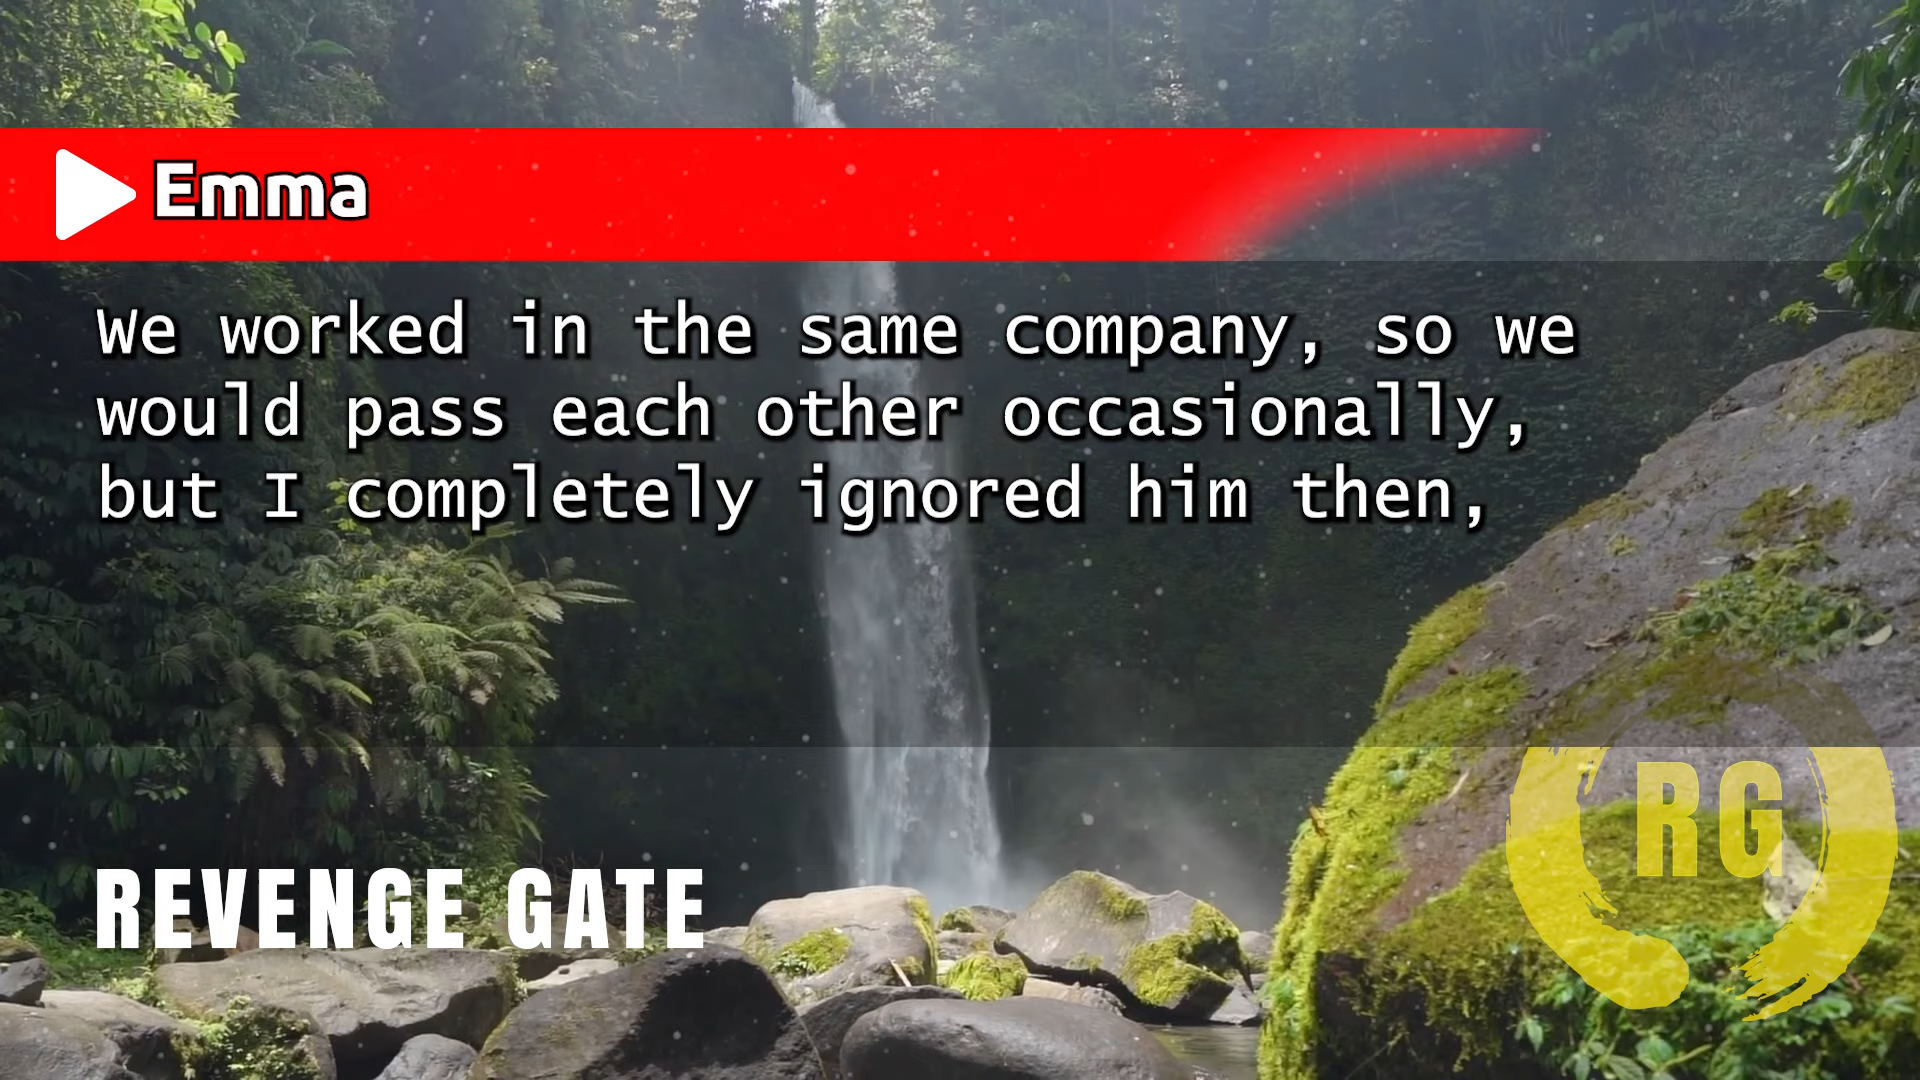 Emma
We worked in the same company, so we
would pass each other occasionally,
but I completely ignored him then,
RG
REVENGE GATE